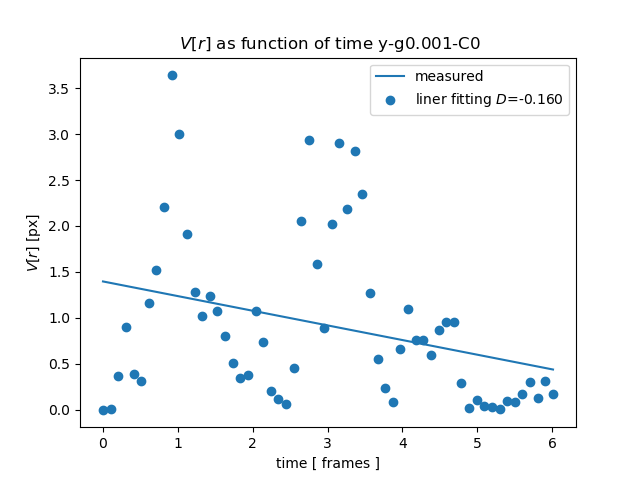 V[r] as function of time y-g0.001-C0
measured
liner fitting D=-0.160
V[r] [px]
3.5
3.0
2.5
2.0
1.5
1.0
0.5
0.0
0 1 2 3 4 5 6
time [ frames ]